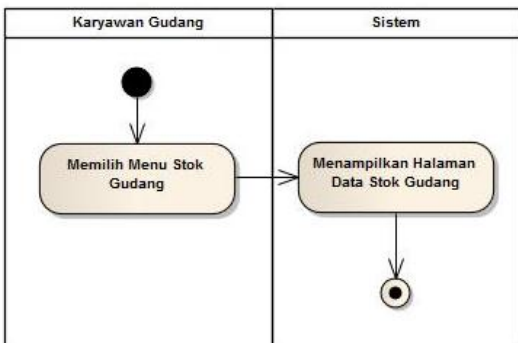 Karyawan Gudang
Sistem
Memilih Menu Stok
Gudang
Menampilkan Halaman
Data Stok Gudang